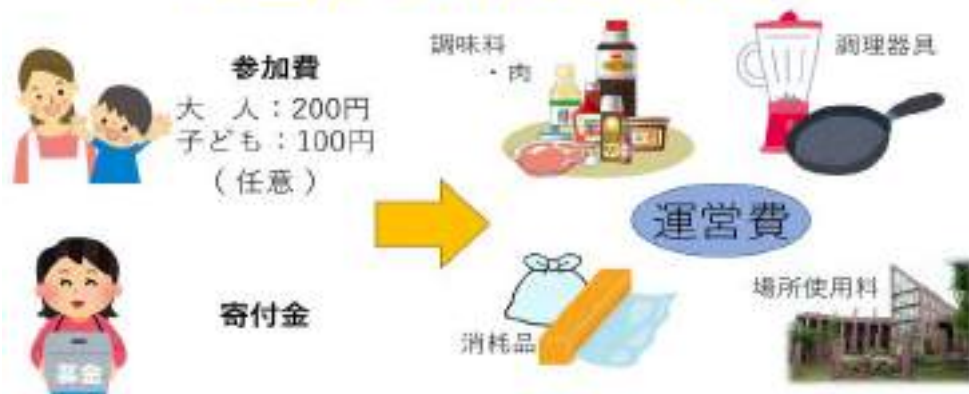 参加費
大　人：200円
子ども：100円
（任意）
寄付金
調味料
・肉
調理器具
運営費
消耗品
場所使用料
募金